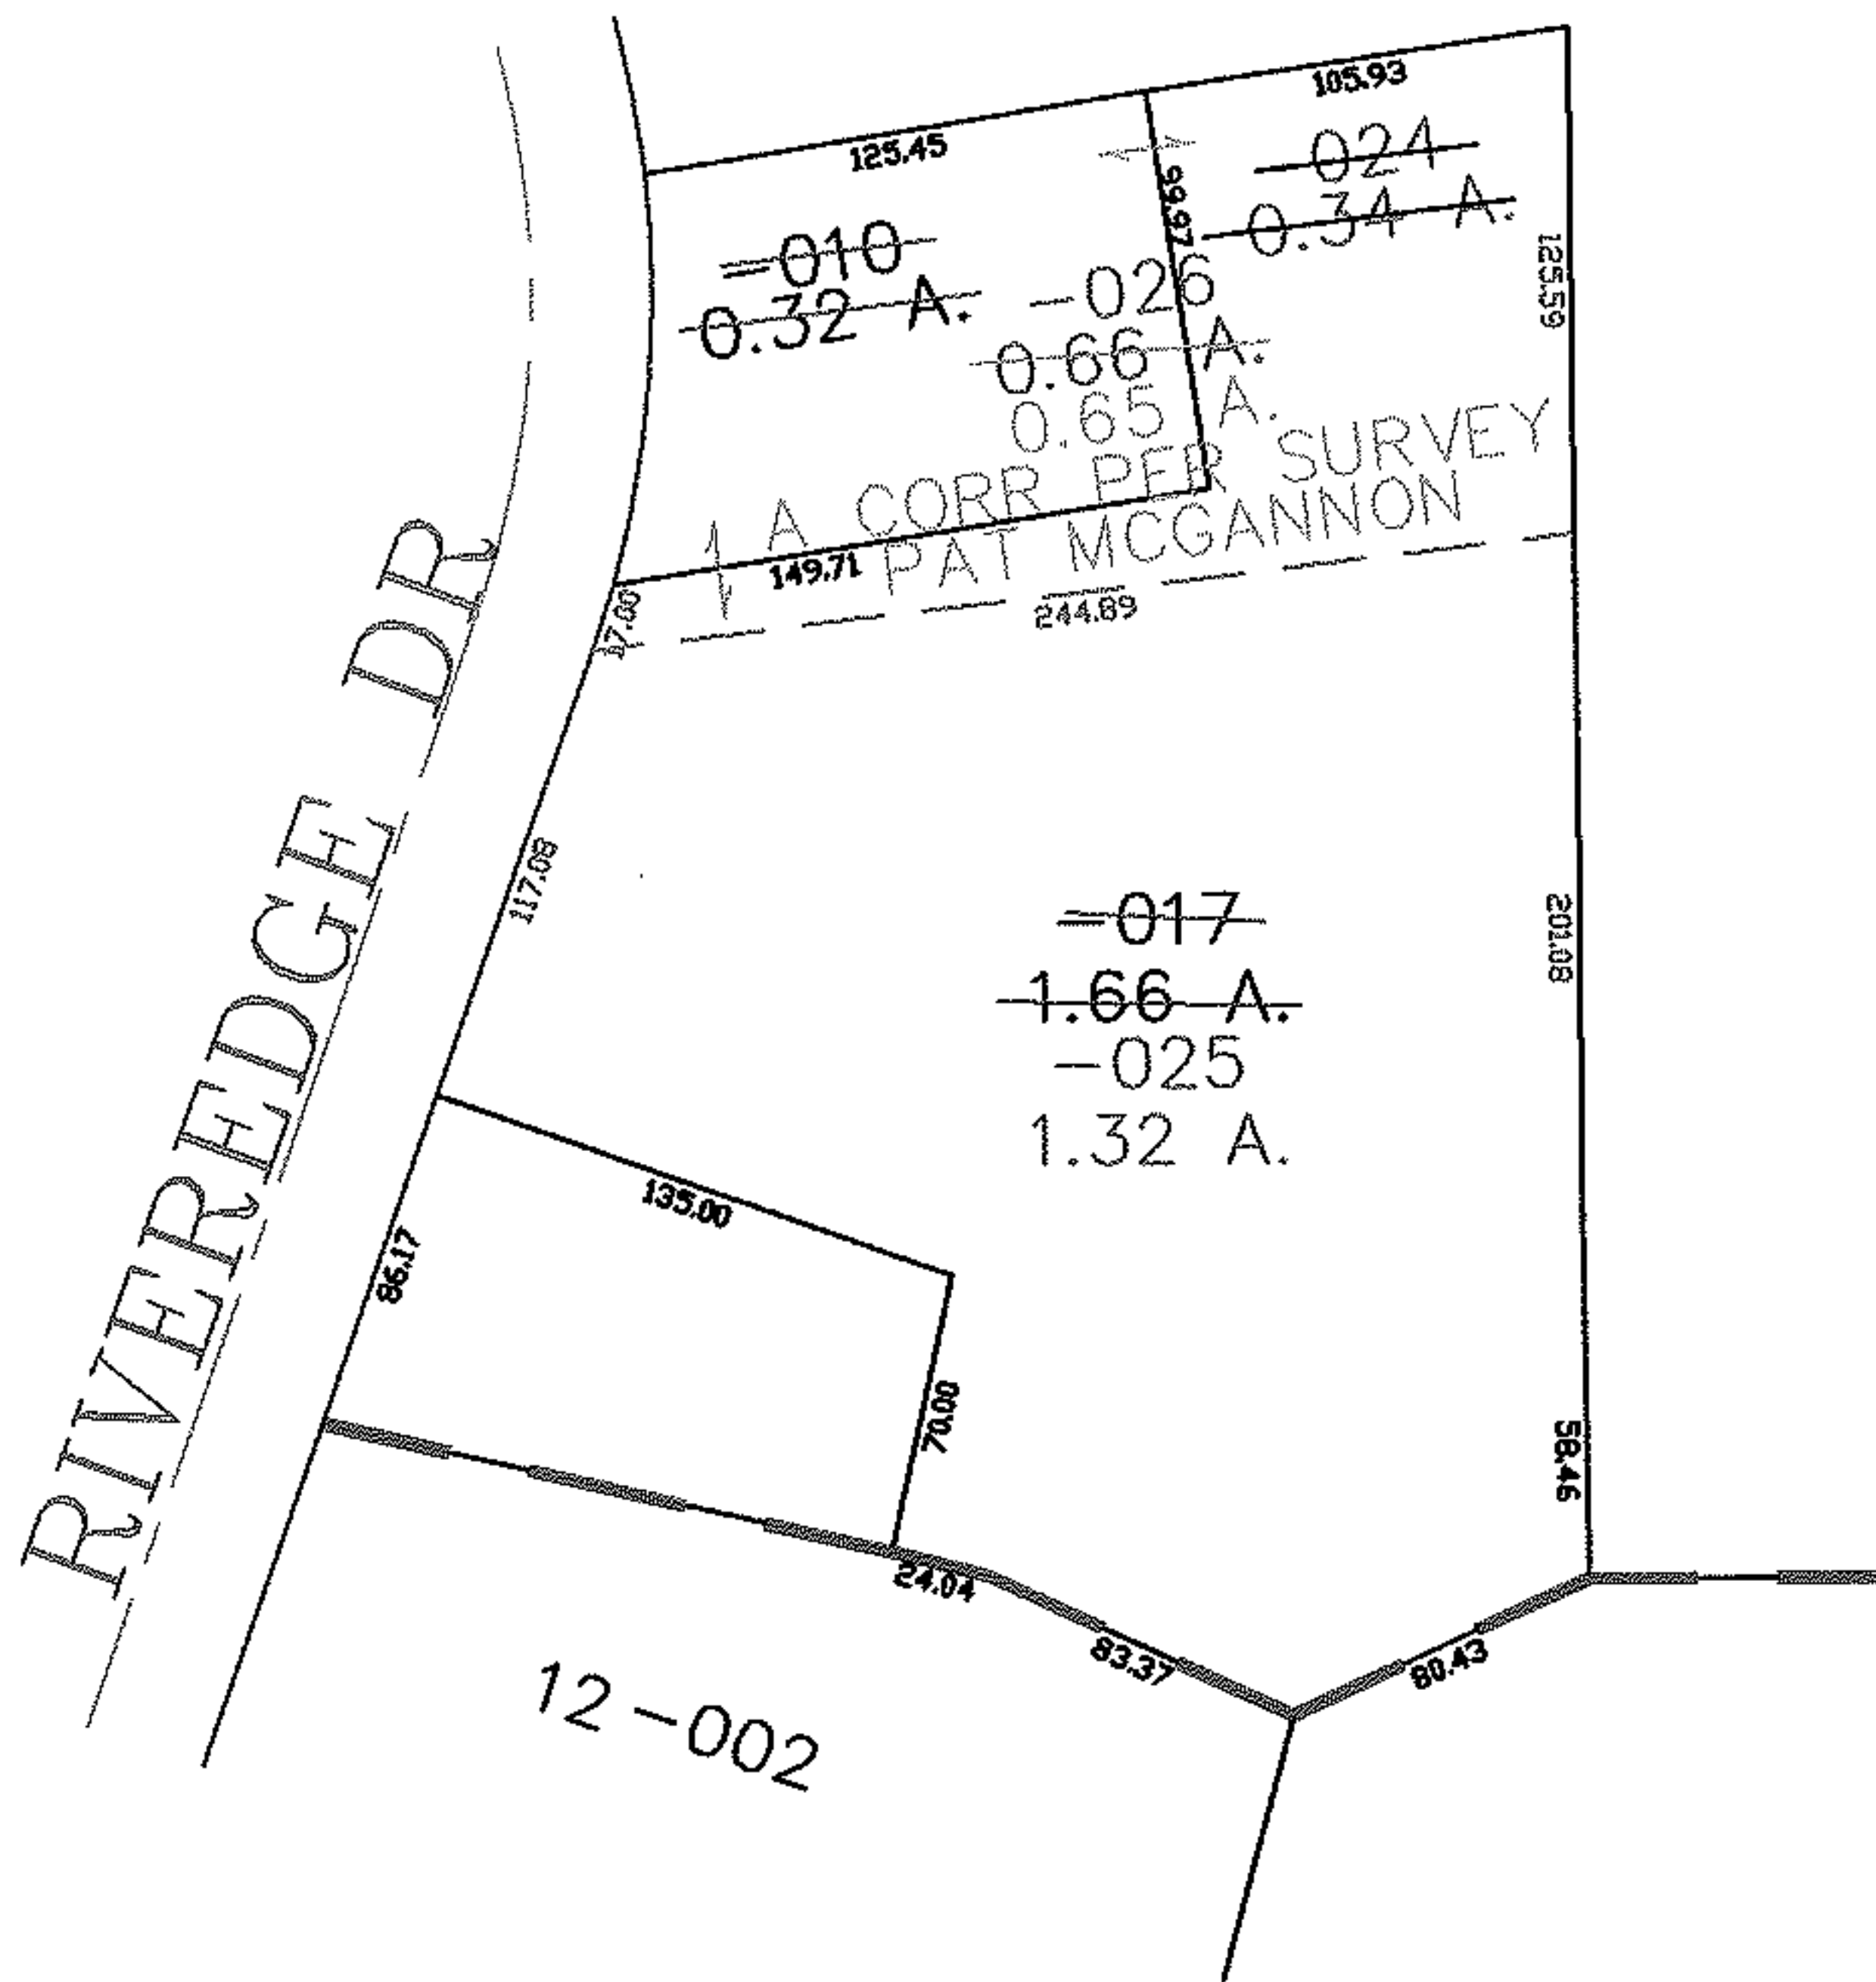 105.93
125.45
-024
0.34 A.
99.97
=010
0.32 A.
-026
0.66 A.
0.65 A.
125.59
A CORR PER SURVEY
PAT MCGANNON
149.71
17.00
244.89
RIVEREDGE DR
117.08
=017
1.66 A.
-025
1.32 A.
201.08
135.00
86.17
70.00
58.46
24.04
83.37
80.43
12-002